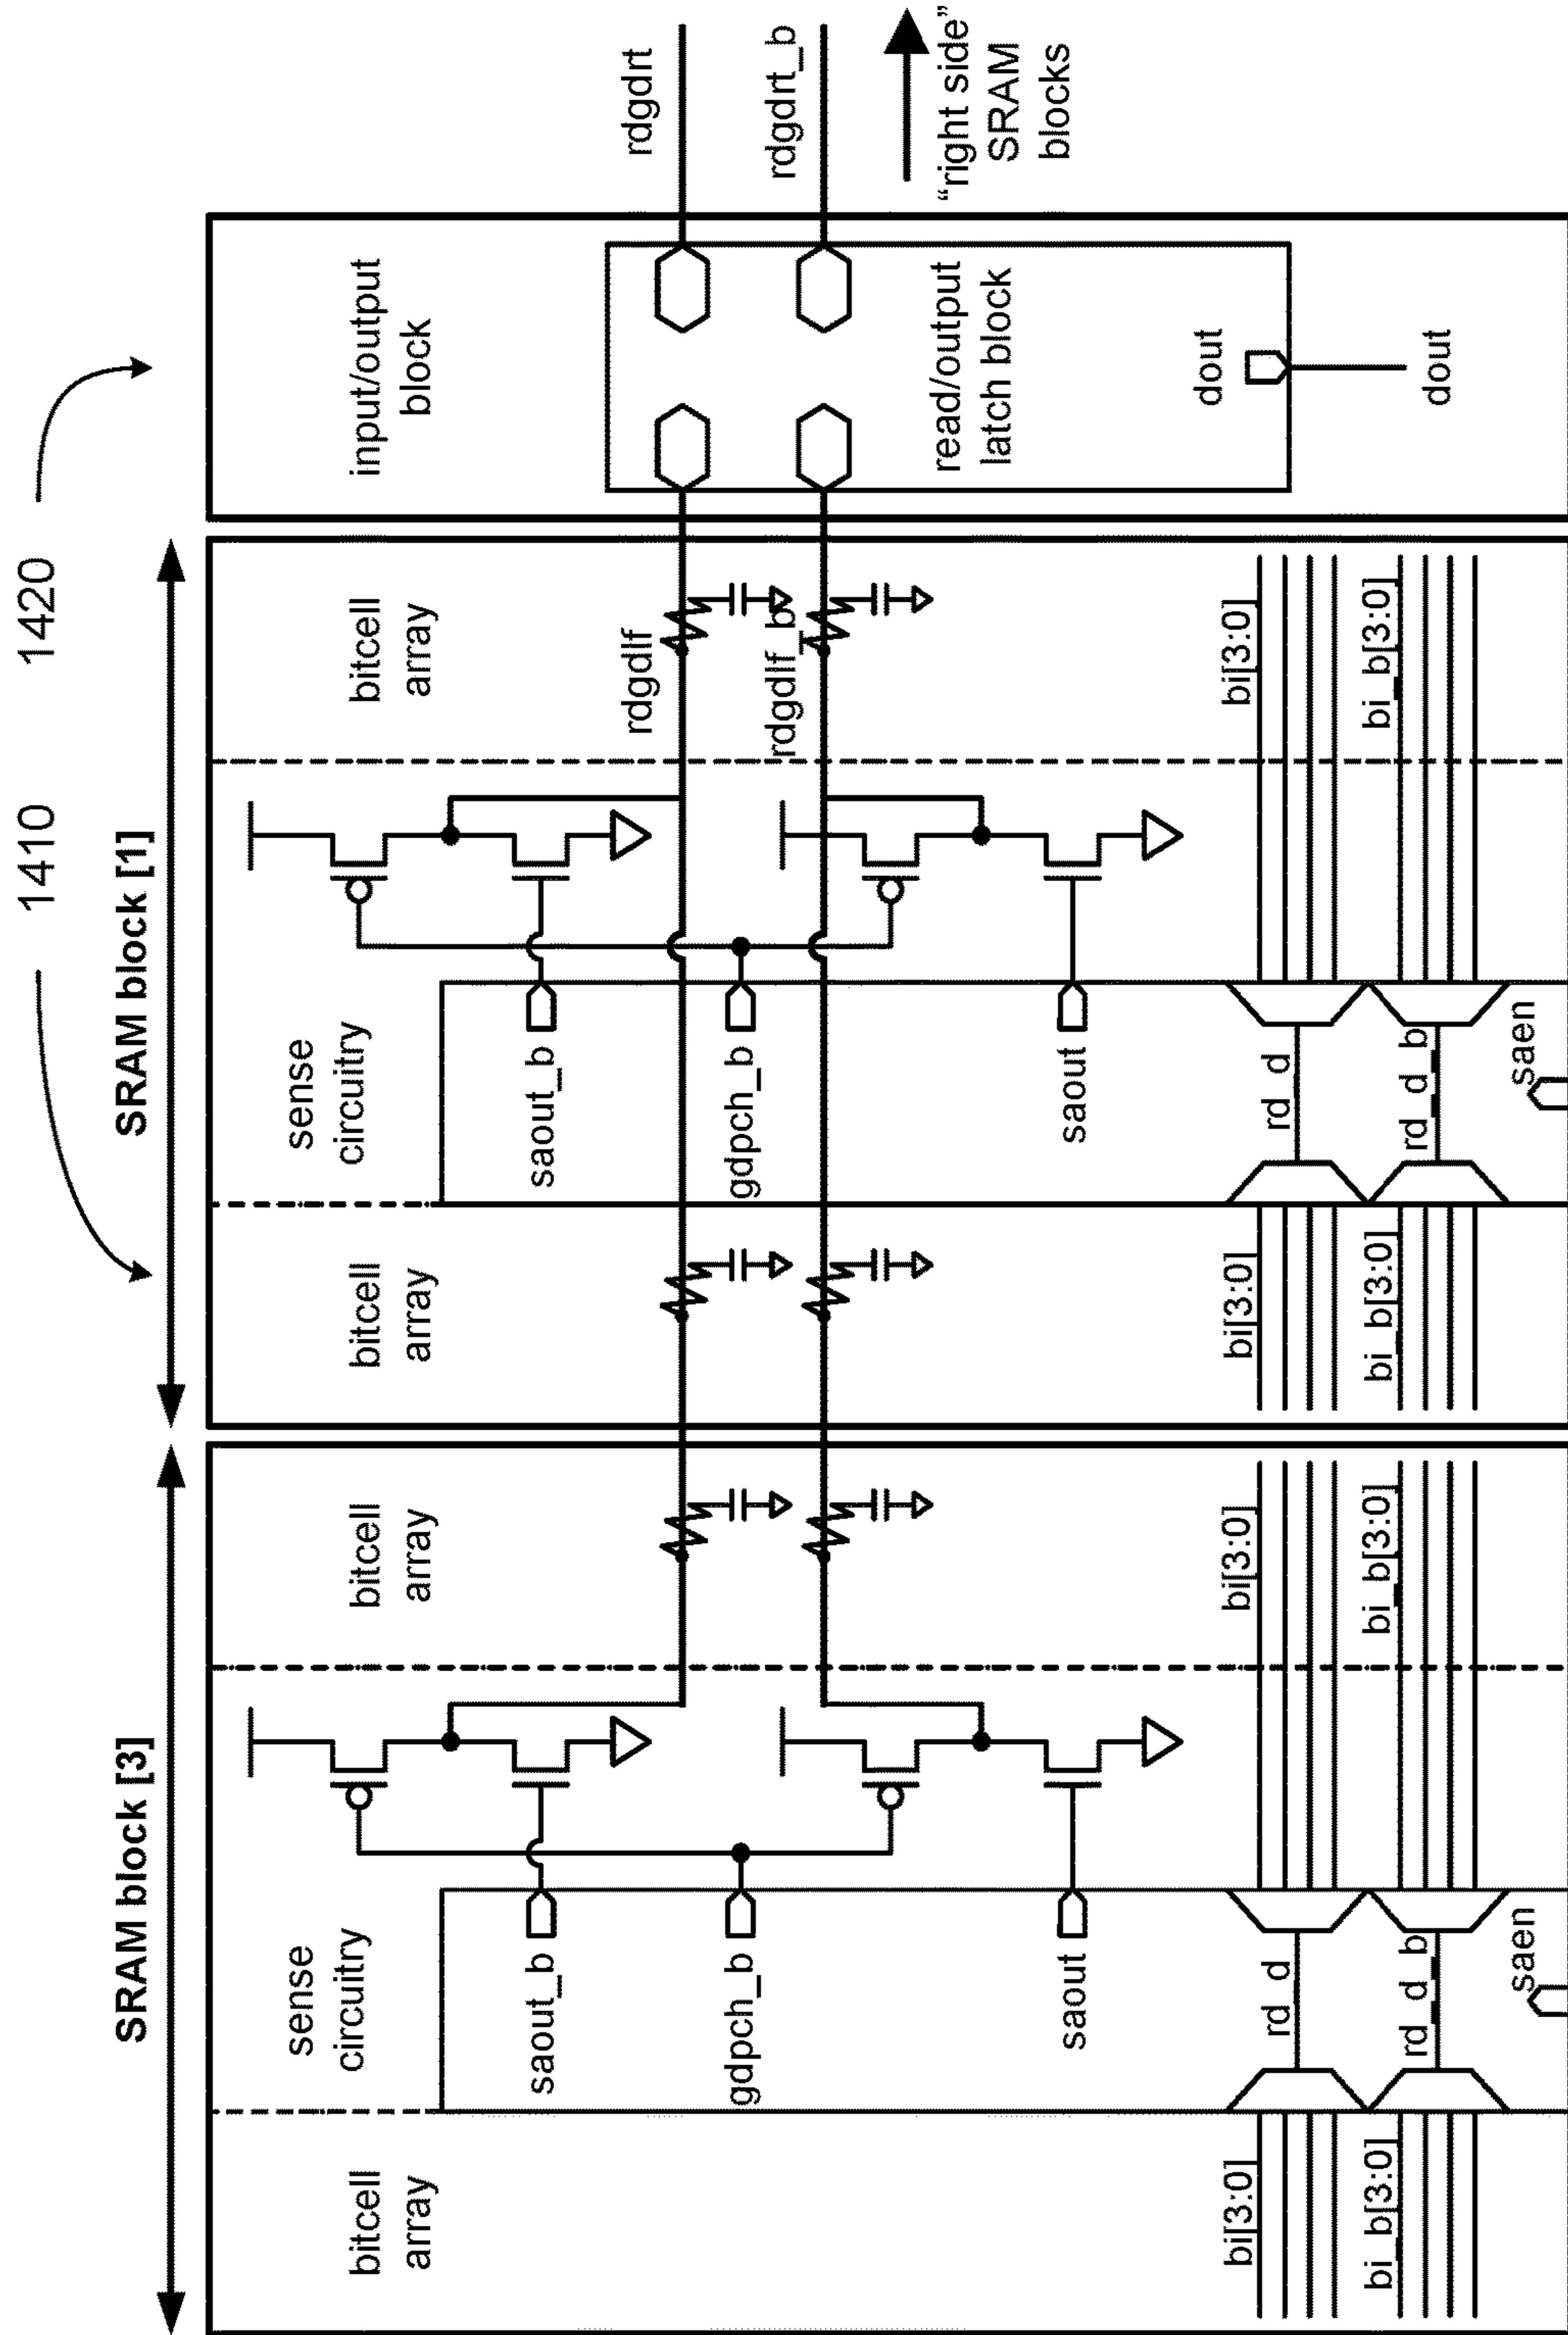 1410
1420
SRAM block [3]
SRAM block [1]
bitcell
array
sense
circuitry
bitcell
array
bitcell
array
sense
circuitry
bitcell
array
input/output
block
saout_b
gdpch_b
saout
saout_b
gdpch_b
saout
rdgdlf
rdgdlf_b
rdgdrt
rdgdrt_b
"right side"
SRAM
blocks
read/output
latch block
dout
dout
bi[3:0]
bi_b[3:0]
rd_d
rd_d_b
saen
bi[3:0]
bi_b[3:0]
bi[3:0]
bi_b[3:0]
rd_d
rd_d_b
saen
bi[3:0]
bi_b[3:0]